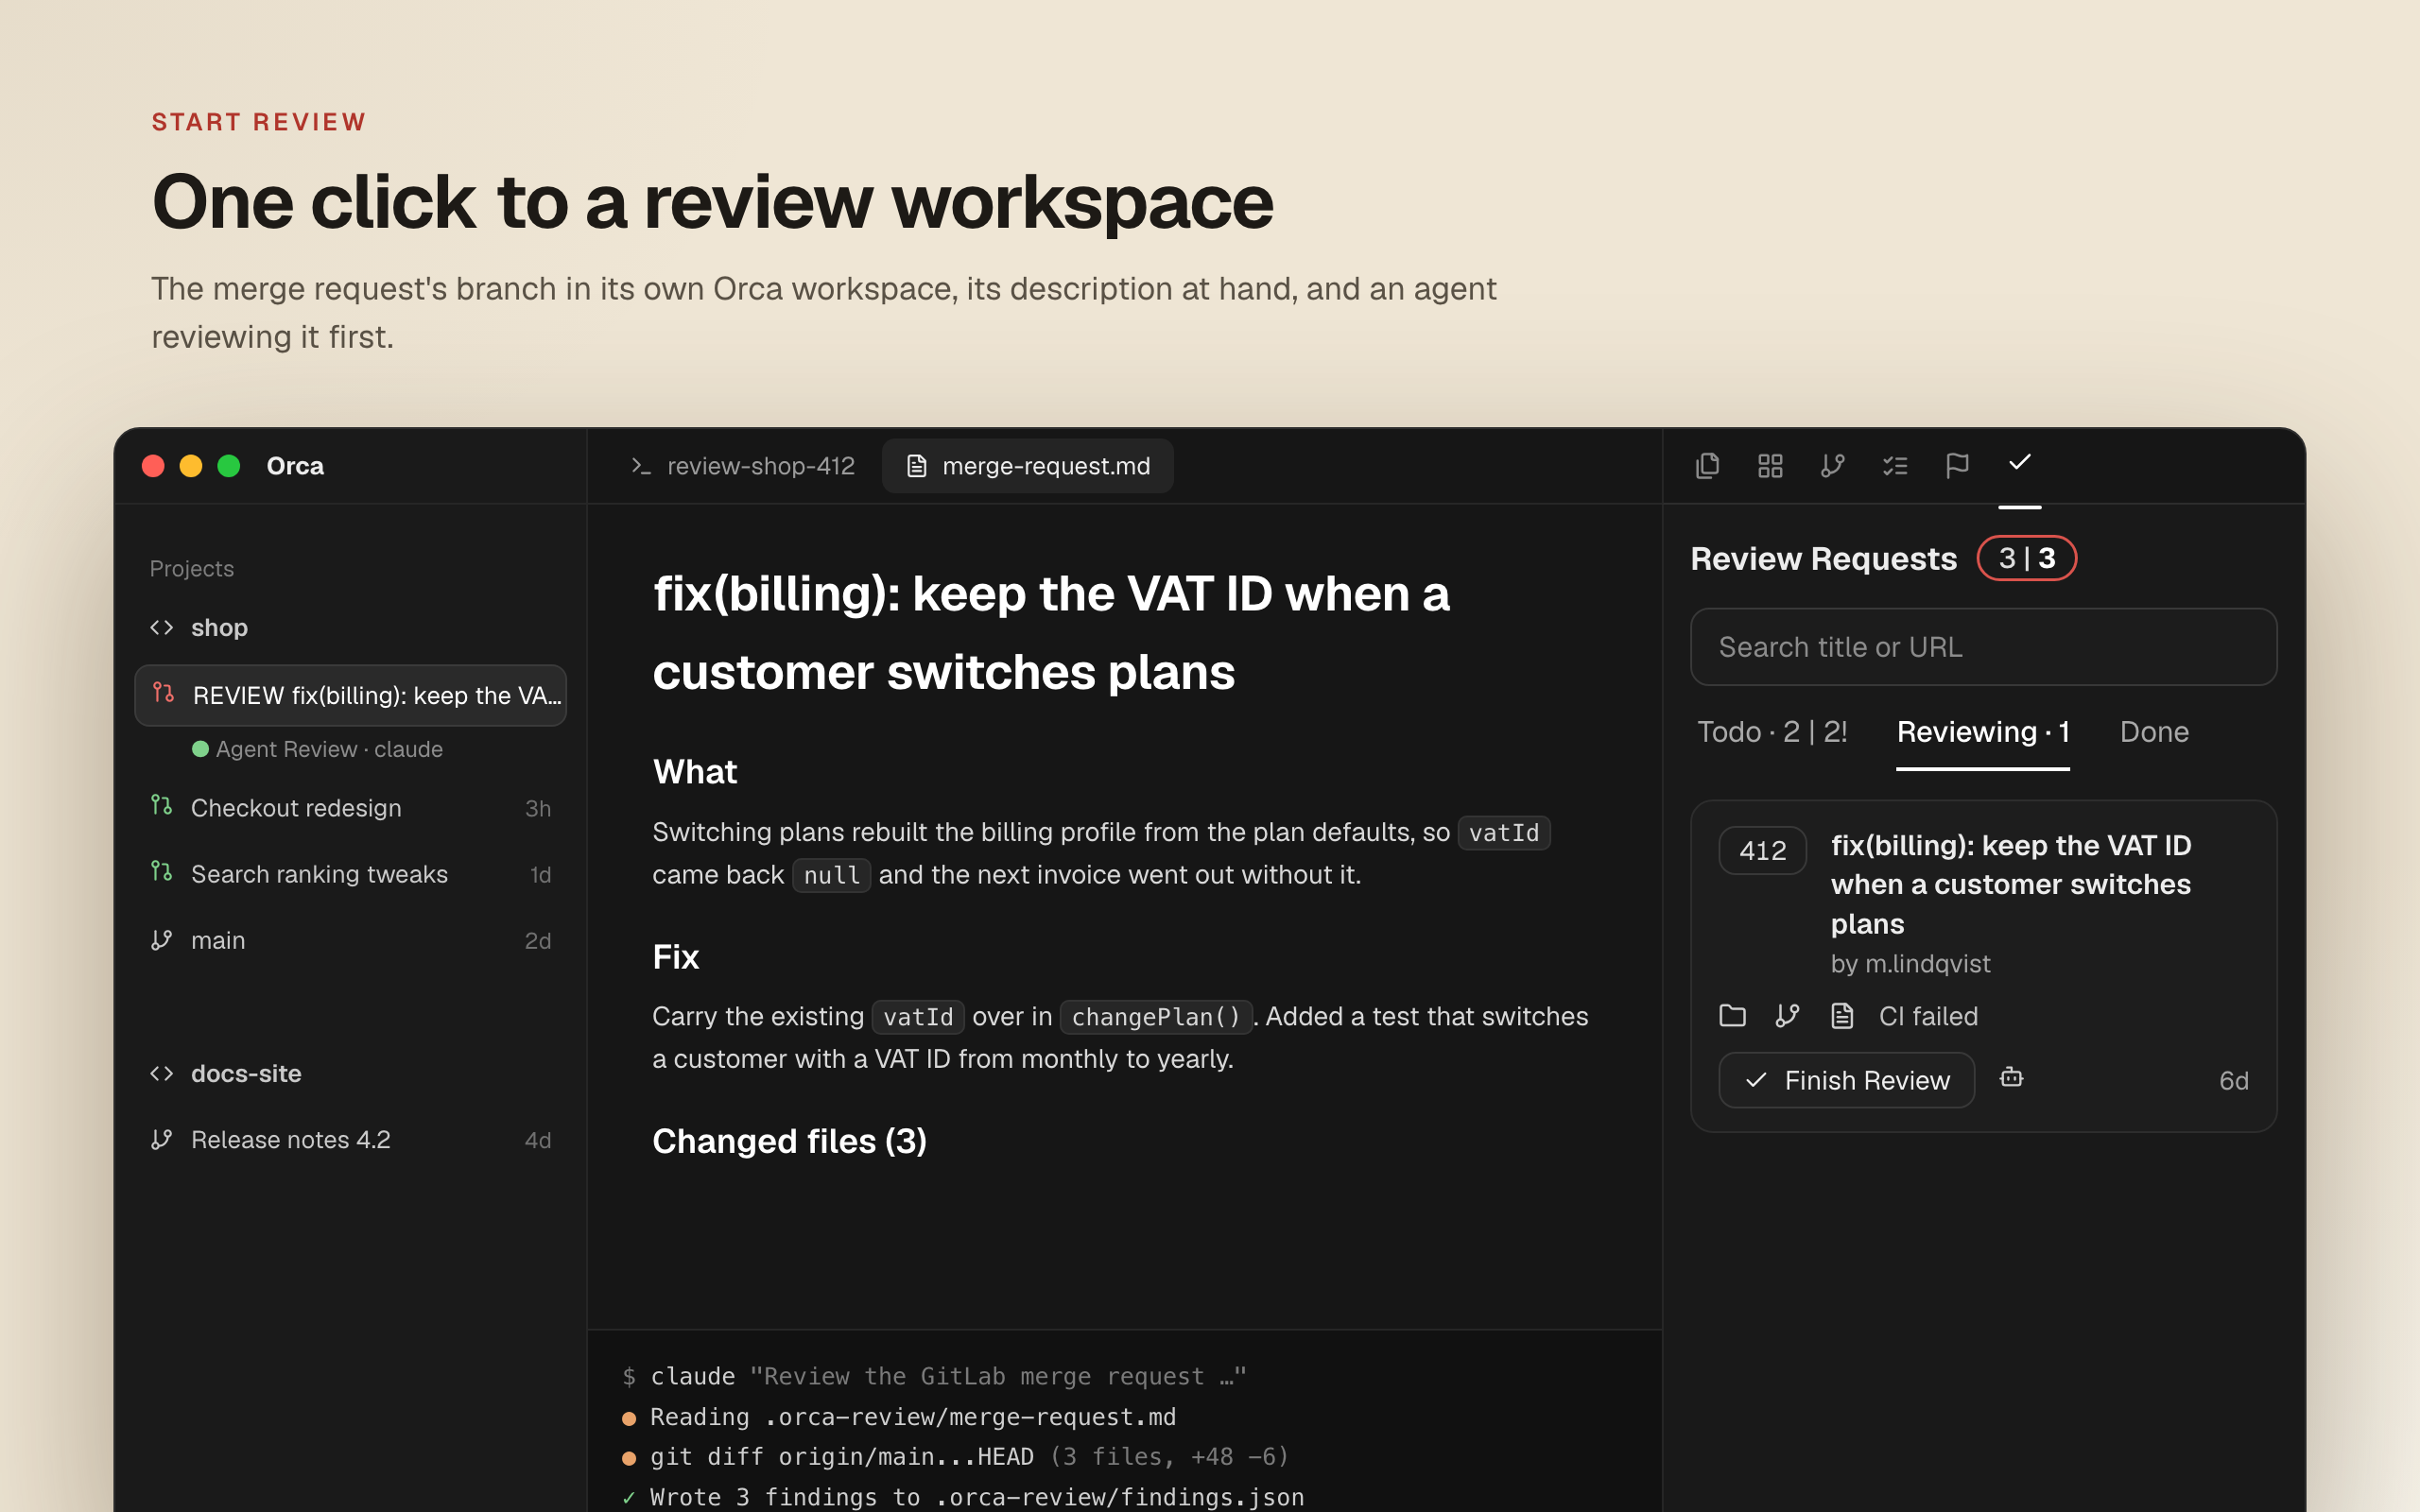 START REVIEW
One click to a review workspace
The merge request's branch in its own Orca workspace, its description at hand, and an agent
reviewing it first.
Orca
review-shop-412
merge-request.md
Projects
shop
REVIEW fix(billing): keep the VA...
Agent Review · claude
Checkout redesign 3h
Search ranking tweaks 1d
main 2d
docs-site
Release notes 4.2 4d
fix(billing): keep the VAT ID when a
customer switches plans
What
Switching plans rebuilt the billing profile from the plan defaults, so vatId
came back null and the next invoice went out without it.
Fix
Carry the existing vatId over in changePlan(). Added a test that switches
a customer with a VAT ID from monthly to yearly.
Changed files (3)
$ claude "Review the GitLab merge request …"
Reading .orca-review/merge-request.md
git diff origin/main...HEAD (3 files, +48 −6)
✓ Wrote 3 findings to .orca-review/findings.json
Review Requests 3 | 3
Search title or URL
Todo · 2 | 2! Reviewing · 1 Done
412
fix(billing): keep the VAT ID
when a customer switches
plans
by m.lindqvist
CI failed
Finish Review 6d